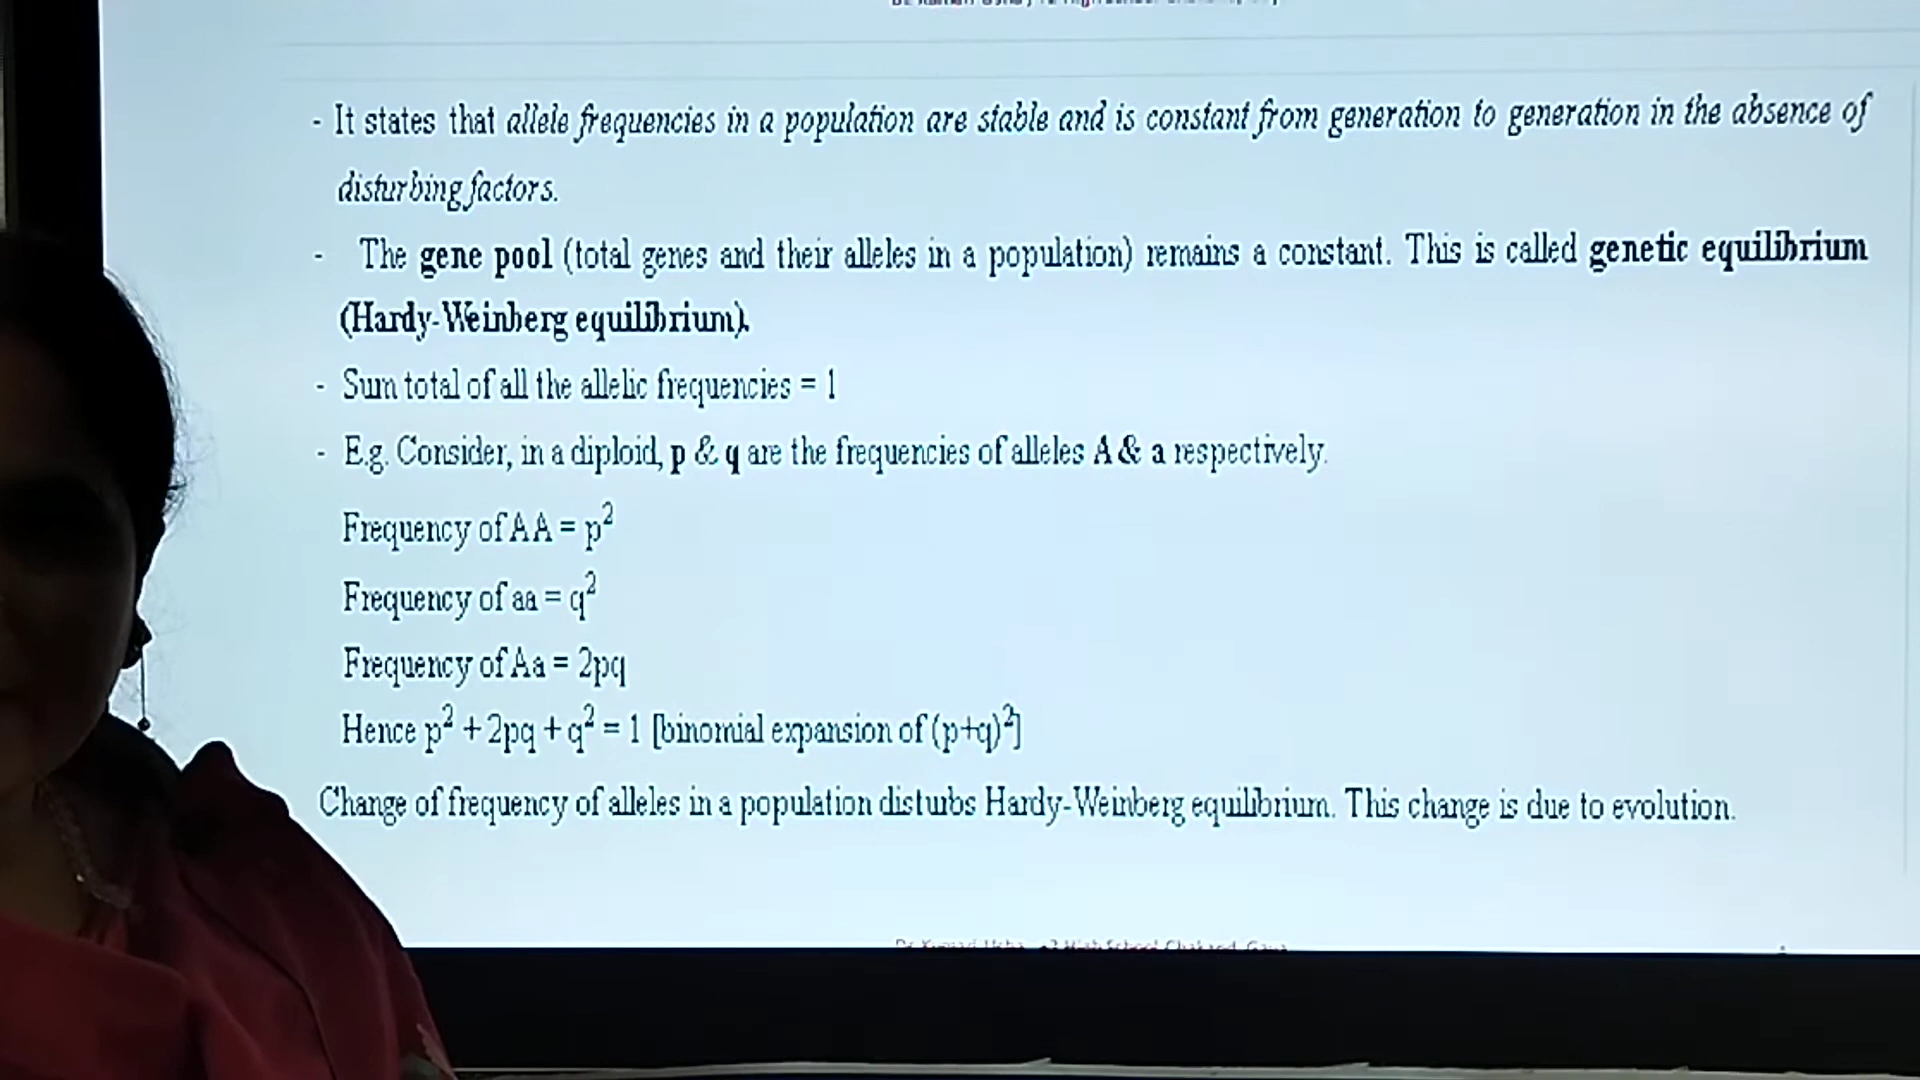 - It states that allele frequencies in a population are stable and is constant from generation to generation in the absence of
disturbing factors.
- The gene pool (total genes and their alleles in a population) remains a constant. This is called genetic equilibrium
(Hardy-Weinberg equilibrium).
- Sum total of all the allelic frequencies = 1
- E.g. Consider, in a diploid, p & q are the frequencies of alleles A & a respectively.
Frequency of AA = p²
Frequency of aa = q²
Frequency of Aa = 2pq
Hence p² + 2pq + q² = 1 [binomial expansion of (p+q)²]
Change of frequency of alleles in a population disturbs Hardy-Weinberg equilibrium. This change is due to evolution.
High School